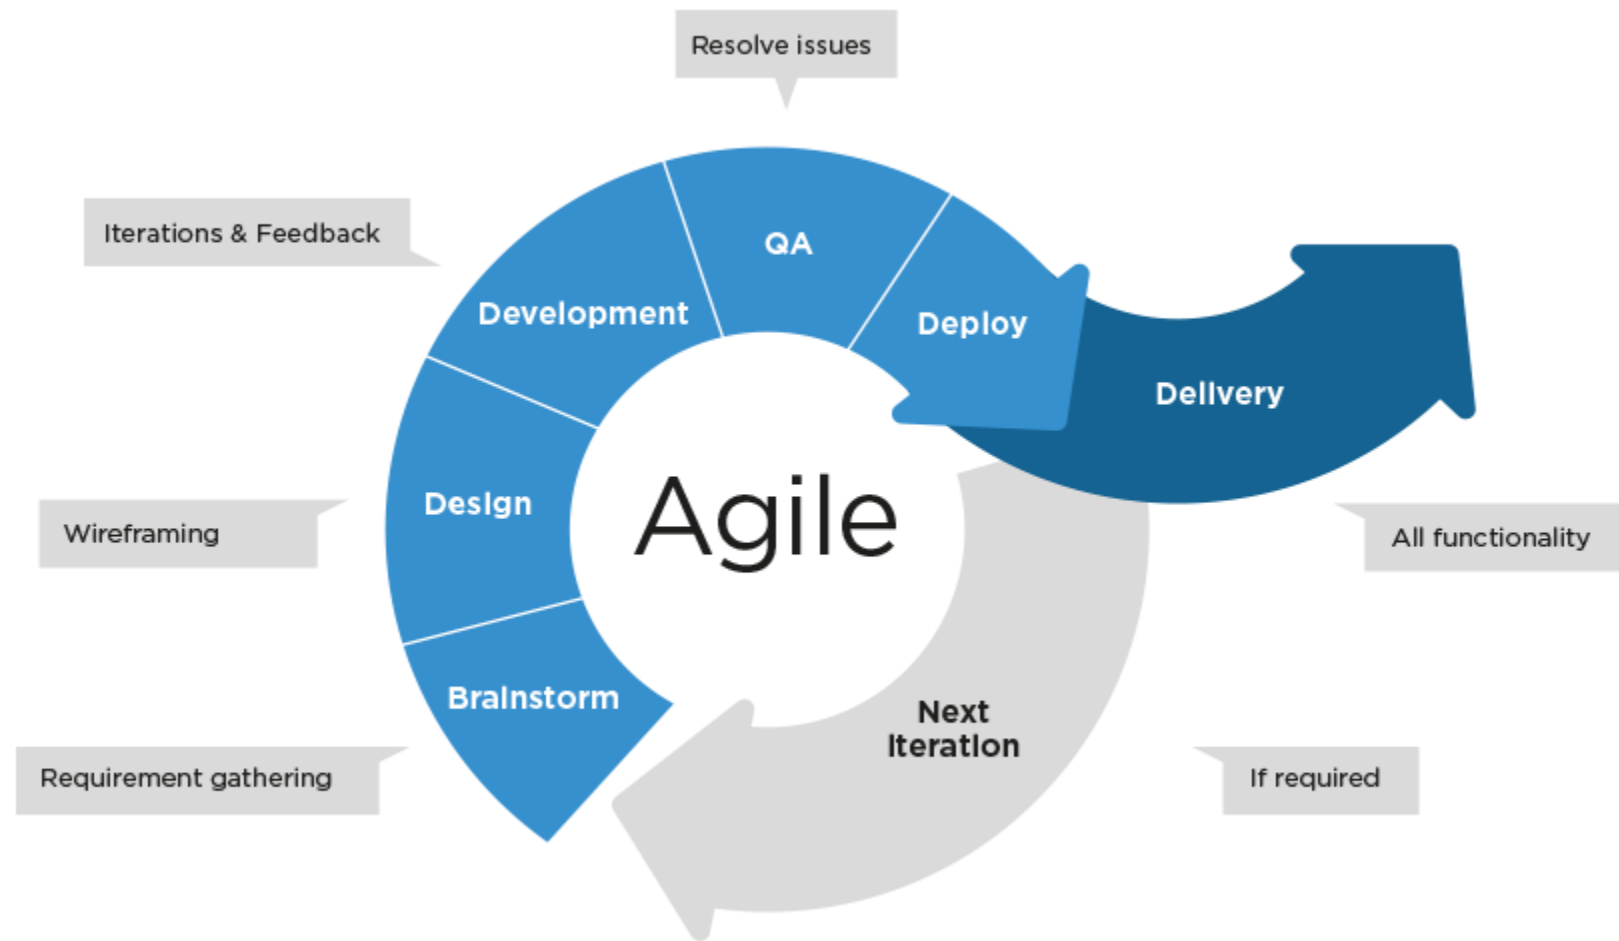 Resolve issues
Iterations & Feedback
QA
Development
Deploy
Delivery
Design
Agile
Wireframing
All functionality
Brainstorm
Next
Iteration
Requirement gathering
If required